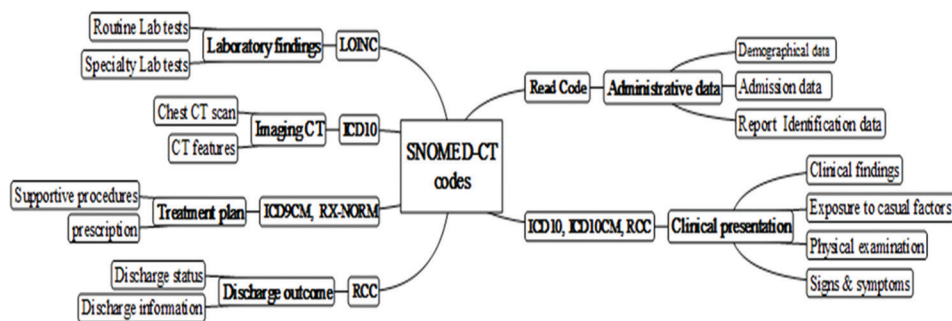 Routine Lab tests
Specialty Lab tests
Laboratory findings
LOINC
Chest CT scan
CT features
Imaging CT
ICD10
Supportive procedures
prescription
Treatment plan
ICD9CM, RX-NORM
Discharge status
Discharge information
Discharge outcome
RCC
SNOMED-CT
codes
Read Code
Administrative data
Demographical data
Admission data
Report Identification data
ICD10, ICD10CM, RCC
Clinical presentation
Clinical findings
Exposure to casual factors
Physical examination
Signs & symptoms